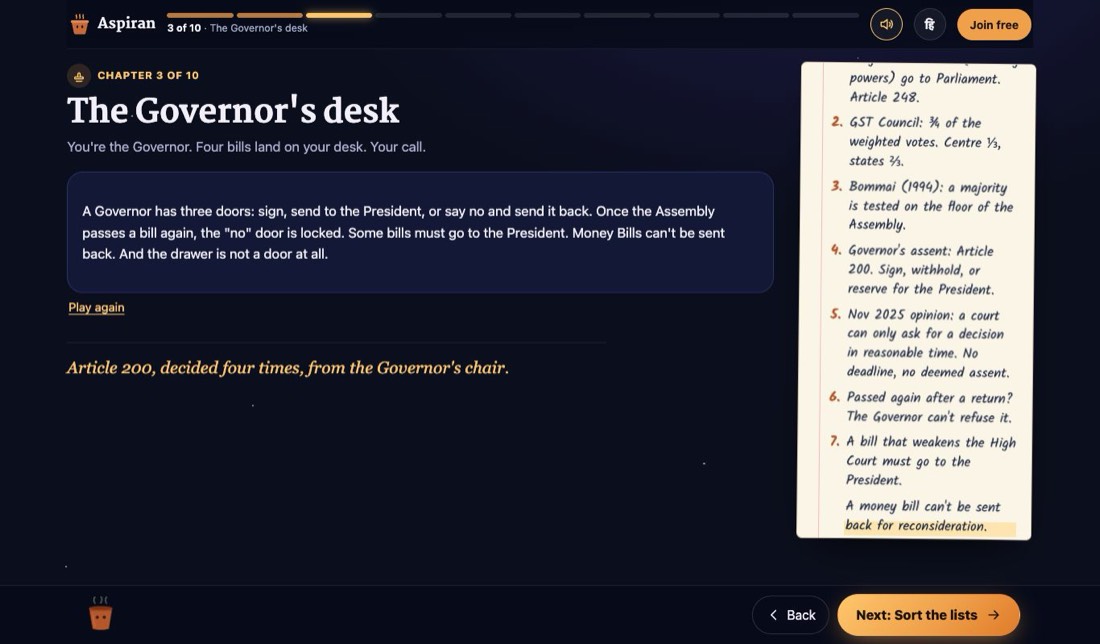 Aspiran
3 of 10 · The Governor's desk
हि
Join free
CHAPTER 3 OF 10
The Governor's desk
You're the Governor. Four bills land on your desk. Your call.
A Governor has three doors: sign, send to the President, or say no and send it back. Once the Assembly
passes a bill again, the "no" door is locked. Some bills must go to the President. Money Bills can't be sent
back. And the drawer is not a door at all.
Play again
Article 200, decided four times, from the Governor's chair.
powers) go to Parliament.
Article 248.
2. GST Council: ¾ of the
weighted votes. Centre ⅓,
states ⅔.
3. Bommai (1994): a majority
is tested on the floor of the
Assembly.
4. Governor's assent: Article
200. Sign, withhold, or
reserve for the President.
5. Nov 2025 opinion: a court
can only ask for a decision
in reasonable time. No
deadline, no deemed assent.
6. Passed again after a return?
The Governor can't refuse it.
7. A bill that weakens the High
Court must go to the
President.
A money bill can't be sent
back for reconsideration.
Back
Next: Sort the lists →